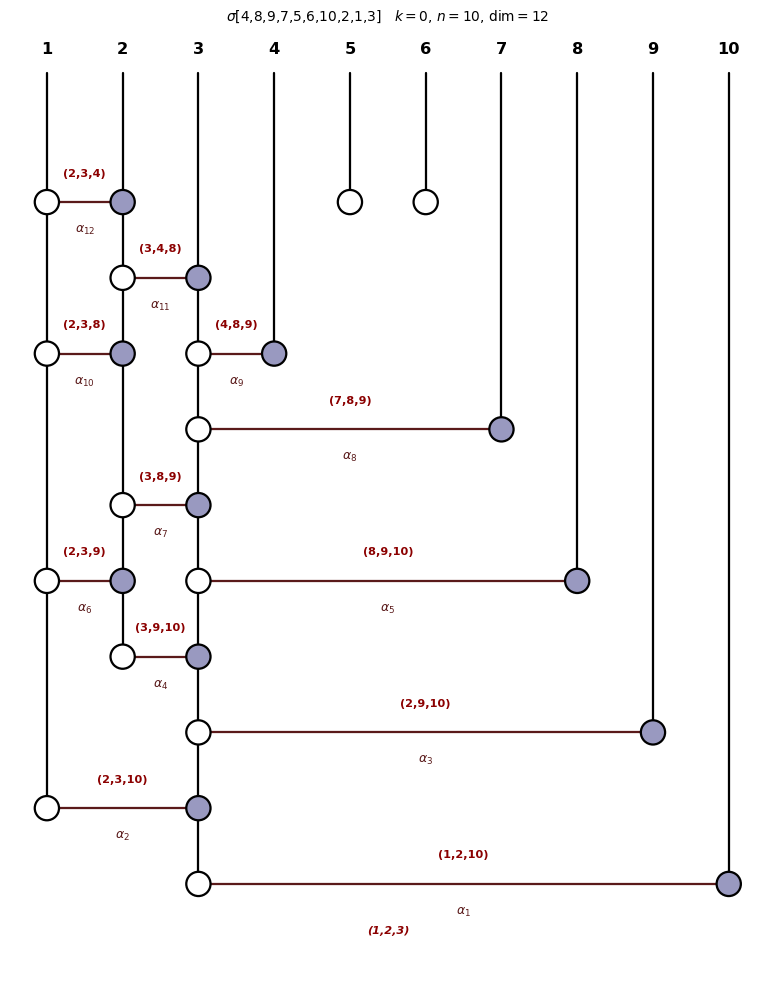 σ[4,8,9,7,5,6,10,2,1,3] k=0, n=10, dim=12
1 2 3 4 5 6 7 8 9 10
(2,3,4)
α12
(3,4,8)
α11
(2,3,8) (4,8,9)
α10 α9
(7,8,9)
α8
(3,8,9)
α7
(2,3,9) (8,9,10)
α6 α5
(3,9,10)
α4
(2,9,10)
α3
(2,3,10)
α2
(1,2,10)
α1
(1,2,3)